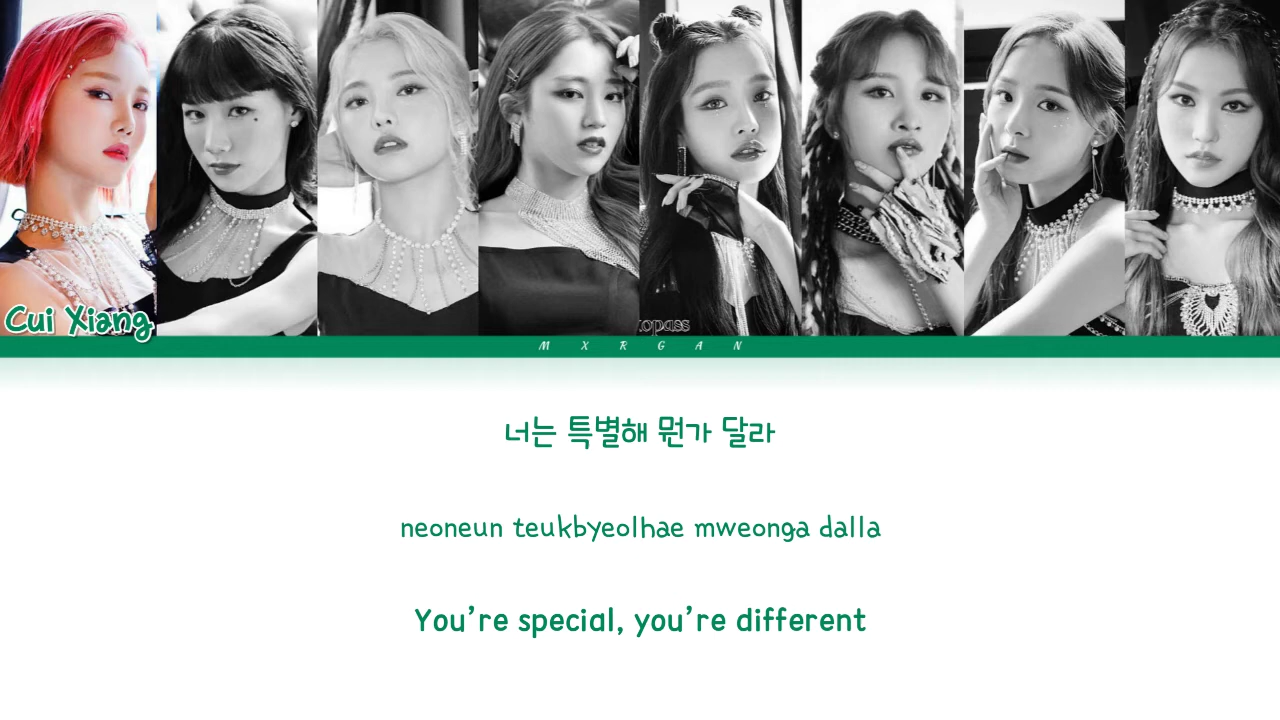 Cui Xiang
opass
M X R G A N
너는 특별해 뭔가 달라
neoneun teukbyeolhae mweonga dalla
You're special, you're different